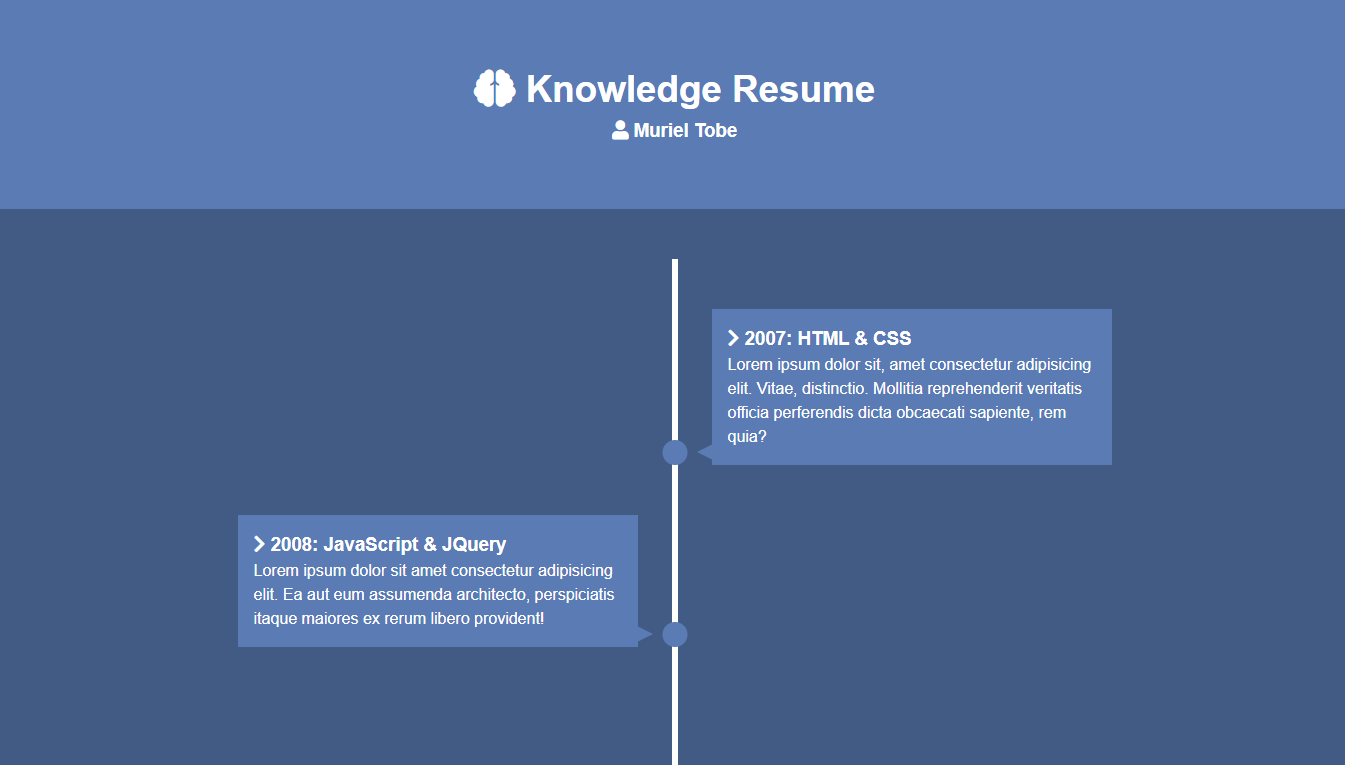 Knowledge Resume
Muriel Tobe
2007: HTML & CSS
Lorem ipsum dolor sit, amet consectetur adipisicing
elit. Vitae, distinctio. Mollitia reprehenderit veritatis
officia perferendis dicta obcaecati sapiente, rem
quia?
2008: JavaScript & JQuery
Lorem ipsum dolor sit amet consectetur adipisicing
elit. Ea aut eum assumenda architecto, perspiciatis
itaque maiores ex rerum libero provident!